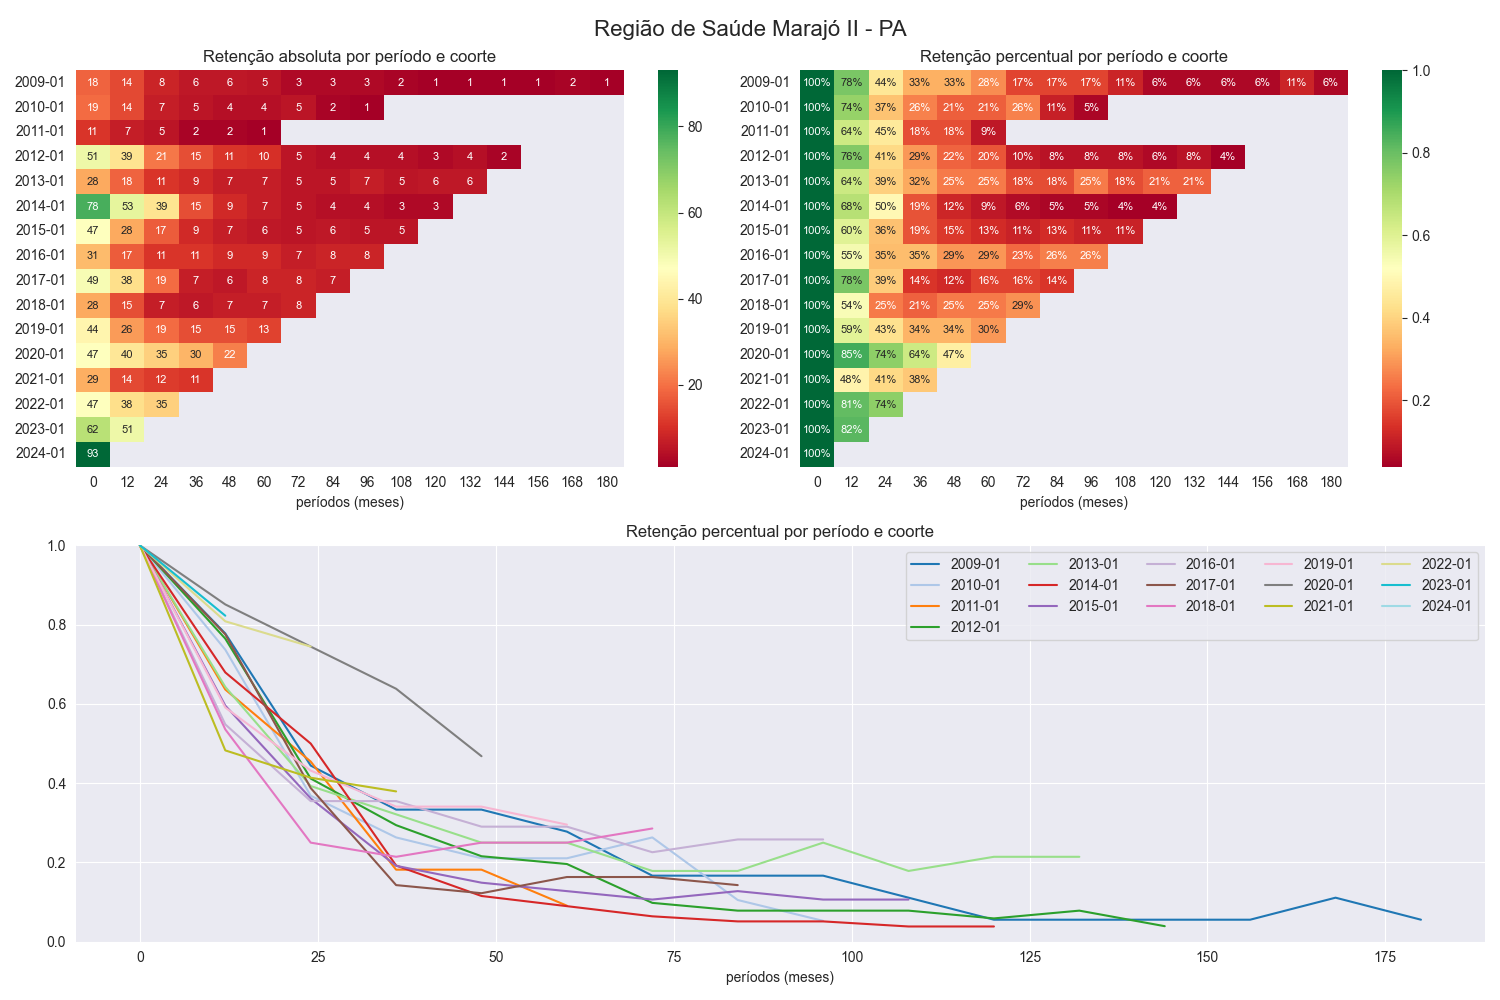 Região de Saúde Marajó II - PA
Retenção absoluta por período e coorte
2009-01 18 14 8 6 6 5 3 3 3 2 1 1 1 1 2 1
2010-01 19 14 7 5 4 4 5 2 1
2011-01 11 7 5 2 2 1
2012-01 51 39 21 15 11 10 5 4 4 4 3 4 2
2013-01 28 18 11 9 7 7 5 5 7 5 6 6
2014-01 78 53 39 15 9 7 5 4 4 3 3
2015-01 47 28 17 9 7 6 5 6 5 5
2016-01 31 17 11 11 9 9 7 8 8
2017-01 49 38 19 7 6 8 8 7
2018-01 28 15 7 6 7 7 8
2019-01 44 26 19 15 15 13
2020-01 47 40 35 30 22
2021-01 29 14 12 11
2022-01 47 38 35
2023-01 62 51
2024-01 93
0 12 24 36 48 60 72 84 96 108 120 132 144 156 168 180
períodos (meses)
80
60
40
20
Retenção percentual por período e coorte
2009-01 100% 78% 44% 33% 33% 28% 17% 17% 17% 11% 6% 6% 6% 6% 11% 6%
2010-01 100% 74% 37% 26% 21% 21% 26% 11% 5%
2011-01 100% 64% 45% 18% 18% 9%
2012-01 100% 76% 41% 29% 22% 20% 10% 8% 8% 8% 6% 8% 4%
2013-01 100% 64% 39% 32% 25% 25% 18% 18% 25% 18% 21% 21%
2014-01 100% 68% 50% 19% 12% 9% 6% 5% 5% 4% 4%
2015-01 100% 60% 36% 19% 15% 13% 11% 13% 11% 11%
2016-01 100% 55% 35% 35% 29% 29% 23% 26% 26%
2017-01 100% 78% 39% 14% 12% 16% 16% 14%
2018-01 100% 54% 25% 21% 25% 25% 29%
2019-01 100% 59% 43% 34% 34% 30%
2020-01 100% 85% 74% 64% 47%
2021-01 100% 48% 41% 38%
2022-01 100% 81% 74%
2023-01 100% 82%
2024-01 100%
0 12 24 36 48 60 72 84 96 108 120 132 144 156 168 180
períodos (meses)
1.0
0.8
0.6
0.4
0.2
Retenção percentual por período e coorte
1.0
0.8
0.6
0.4
0.2
0.0
0 25 50 75 100 125 150 175
períodos (meses)
2009-01 2013-01 2016-01 2019-01 2022-01
2010-01 2014-01 2017-01 2020-01 2023-01
2011-01 2015-01 2018-01 2021-01 2024-01
2012-01